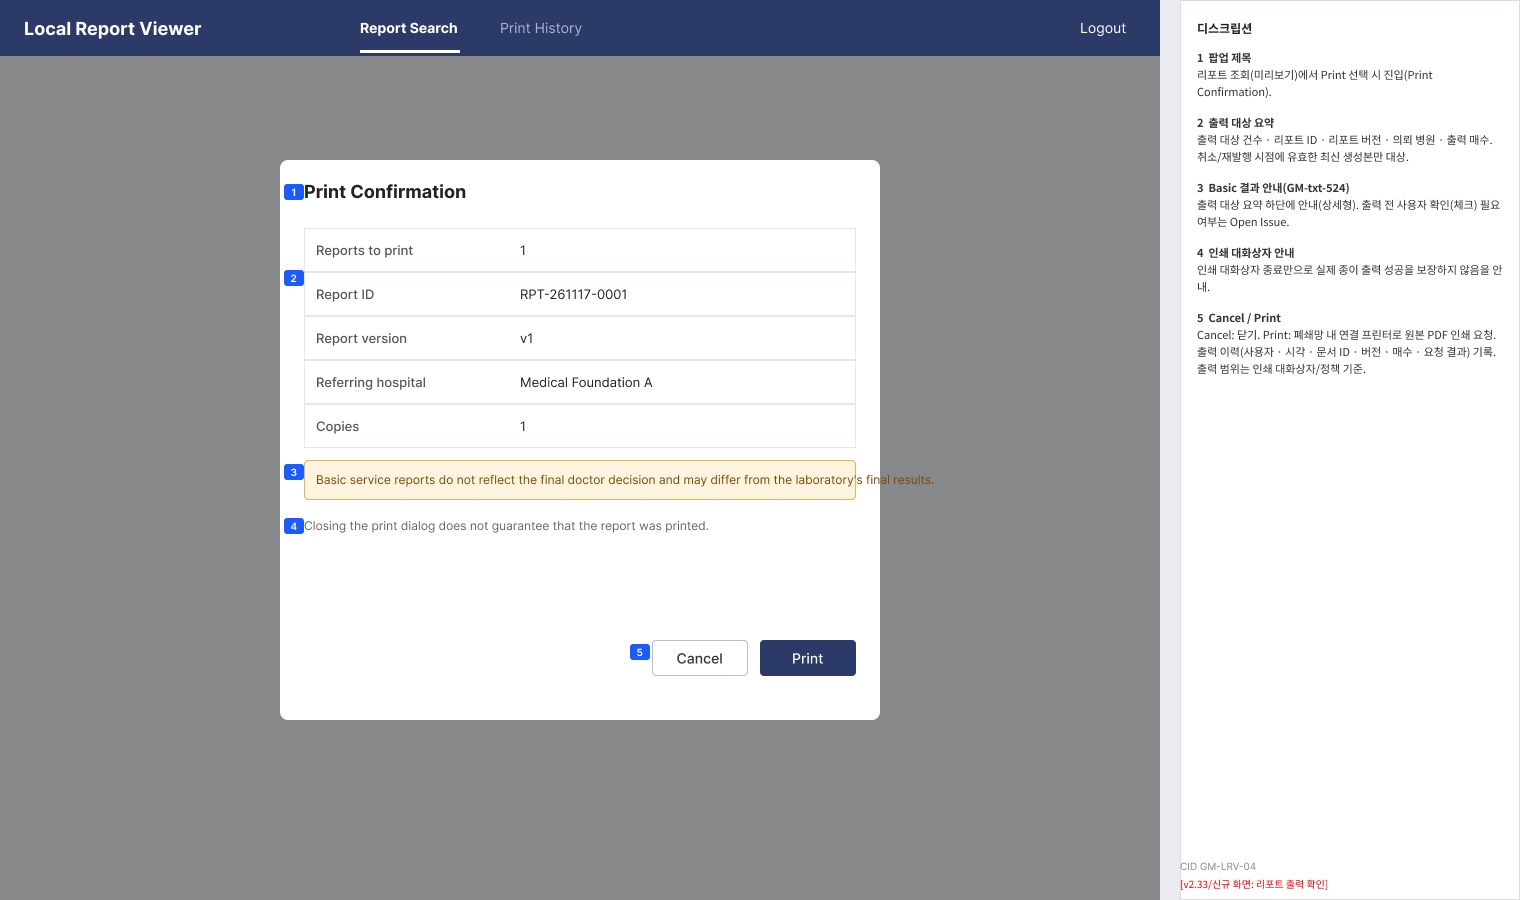 Local Report Viewer
Report Search
Print History
Logout
1 Print Confirmation
Reports to print 1
2
Report ID RPT-261117-0001
Report version v1
Referring hospital Medical Foundation A
Copies 1
3 Basic service reports do not reflect the final doctor decision and may differ from the laboratory's final results.
4 Closing the print dialog does not guarantee that the report was printed.
5 Cancel Print
디스크립션
1 팝업 제목
리포트 조회(미리보기)에서 Print 선택 시 진입(Print
Confirmation).
2 출력 대상 요약
출력 대상 건수 · 리포트 ID · 리포트 버전 · 의뢰 병원 · 출력 매수.
취소/재발행 시점에 유효한 최신 생성본만 대상.
3 Basic 결과 안내(GM-txt-524)
출력 대상 요약 하단에 안내(상세형). 출력 전 사용자 확인(체크) 필요
여부는 Open Issue.
4 인쇄 대화상자 안내
인쇄 대화상자 종료만으로 실제 종이 출력 성공을 보장하지 않음을 안
내.
5 Cancel / Print
Cancel: 닫기. Print: 폐쇄망 내 연결 프린터로 원본 PDF 인쇄 요청.
출력 이력(사용자 · 시각 · 문서 ID · 버전 · 매수 · 요청 결과) 기록.
출력 범위는 인쇄 대화상자/정책 기준.
CID GM-LRV-04
[v2.33/신규 화면: 리포트 출력 확인]